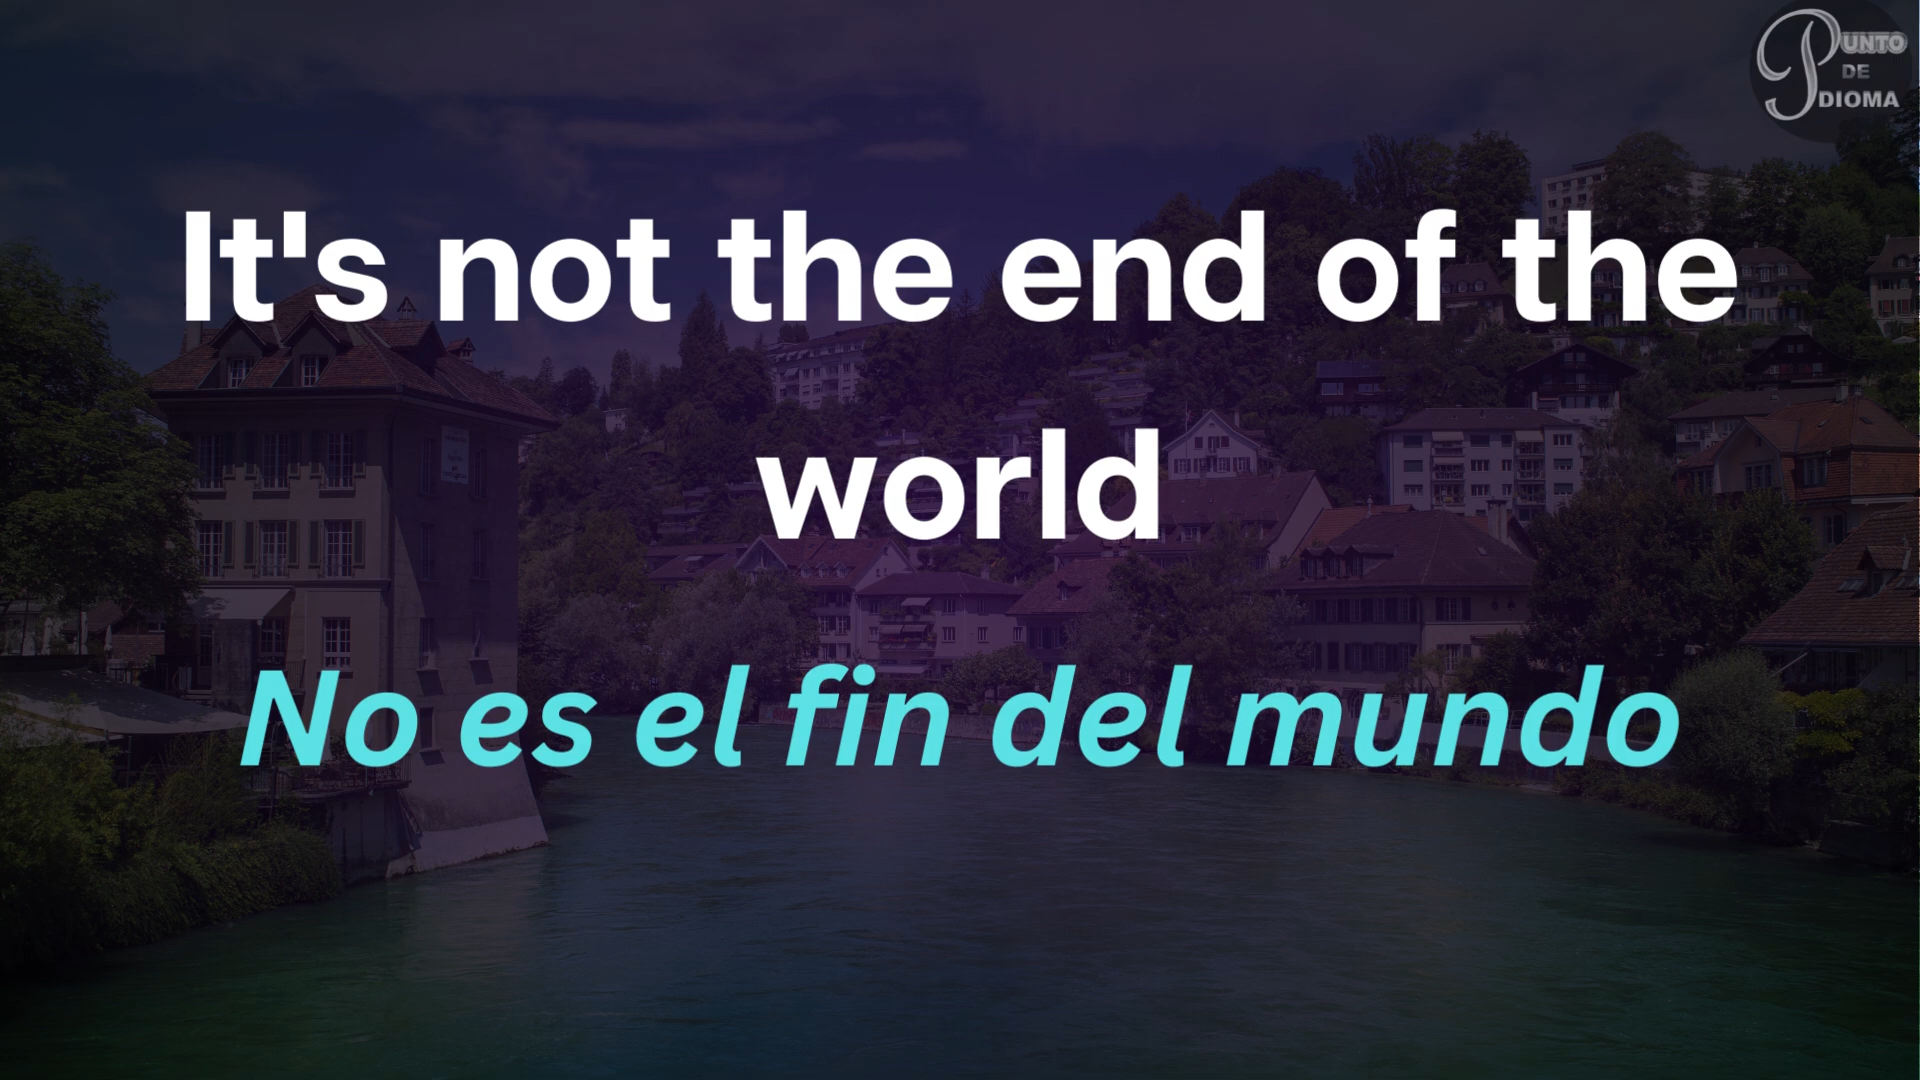 PUNTO
DE
IDIOMA
It's not the end of the
world
No es el fin del mundo